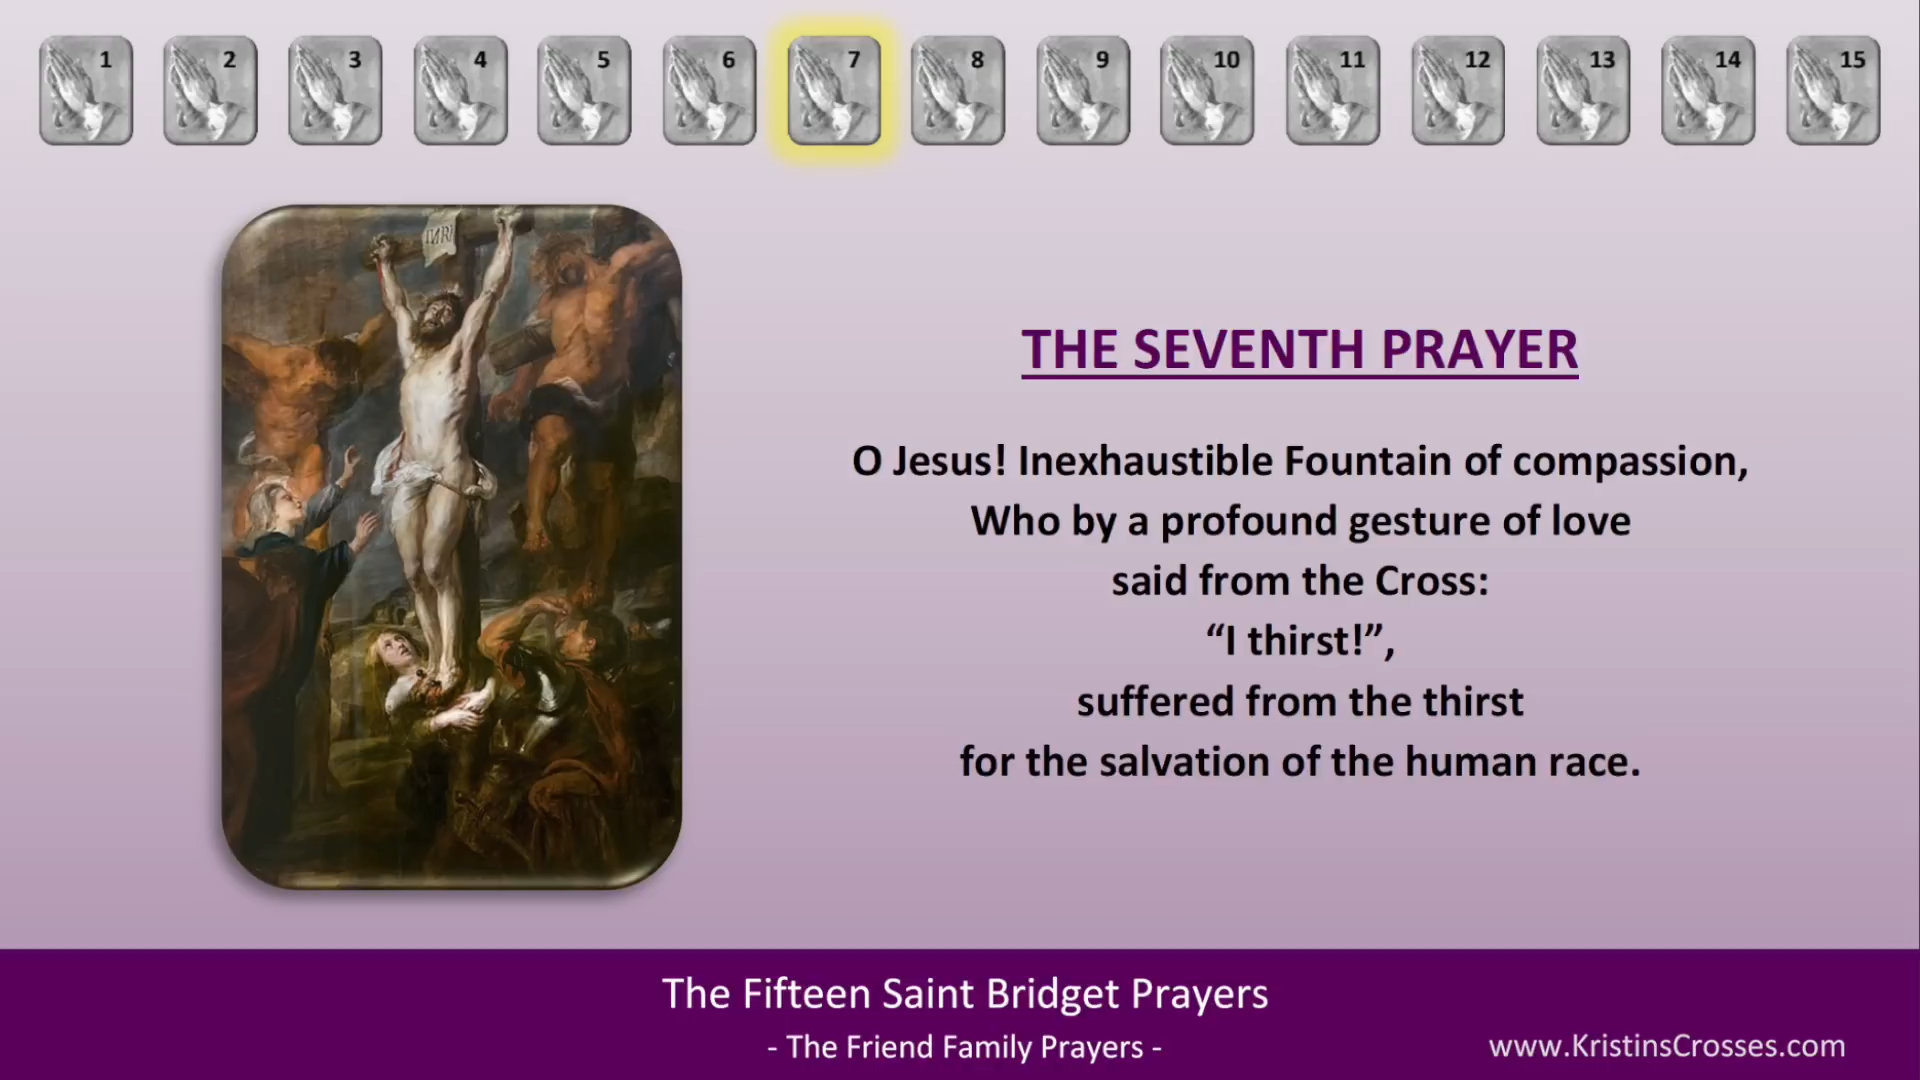 1 2 3 4 5 6 7 8 9 10 11 12 13 14 15
INRI
THE SEVENTH PRAYER
O Jesus! Inexhaustible Fountain of compassion,
Who by a profound gesture of love
said from the Cross:
“I thirst!”,
suffered from the thirst
for the salvation of the human race.
The Fifteen Saint Bridget Prayers
- The Friend Family Prayers -
www.KristinsCrosses.com